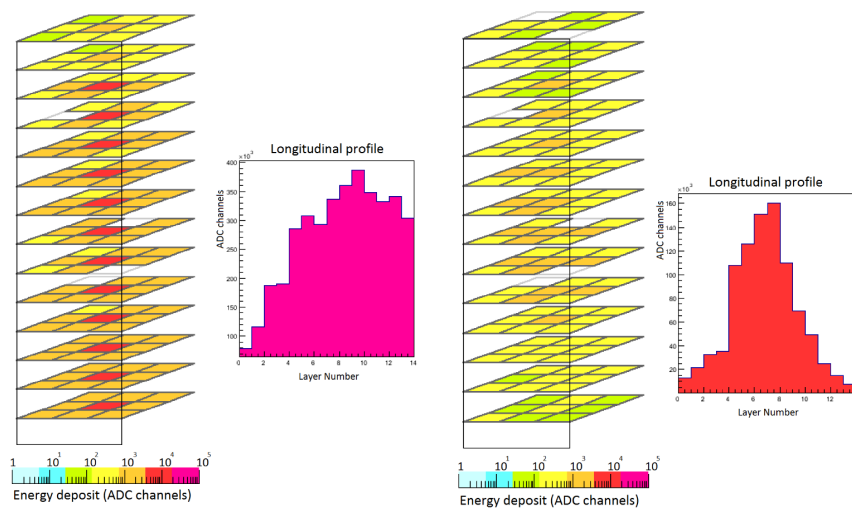 Longitudinal profile
×10³
ADC channels
400
350
300
250
200
150
100
0 2 4 6 8 10 12 14
Layer Number
1 10¹ 10² 10³ 10⁴ 10⁵
Energy deposit (ADC channels)
Longitudinal profile
×10³
ADC channels
160
140
120
100
80
60
40
20
0 2 4 6 8 10 12
Layer Number
1 10¹ 10² 10³ 10⁴ 10⁵
Energy deposit (ADC channels)